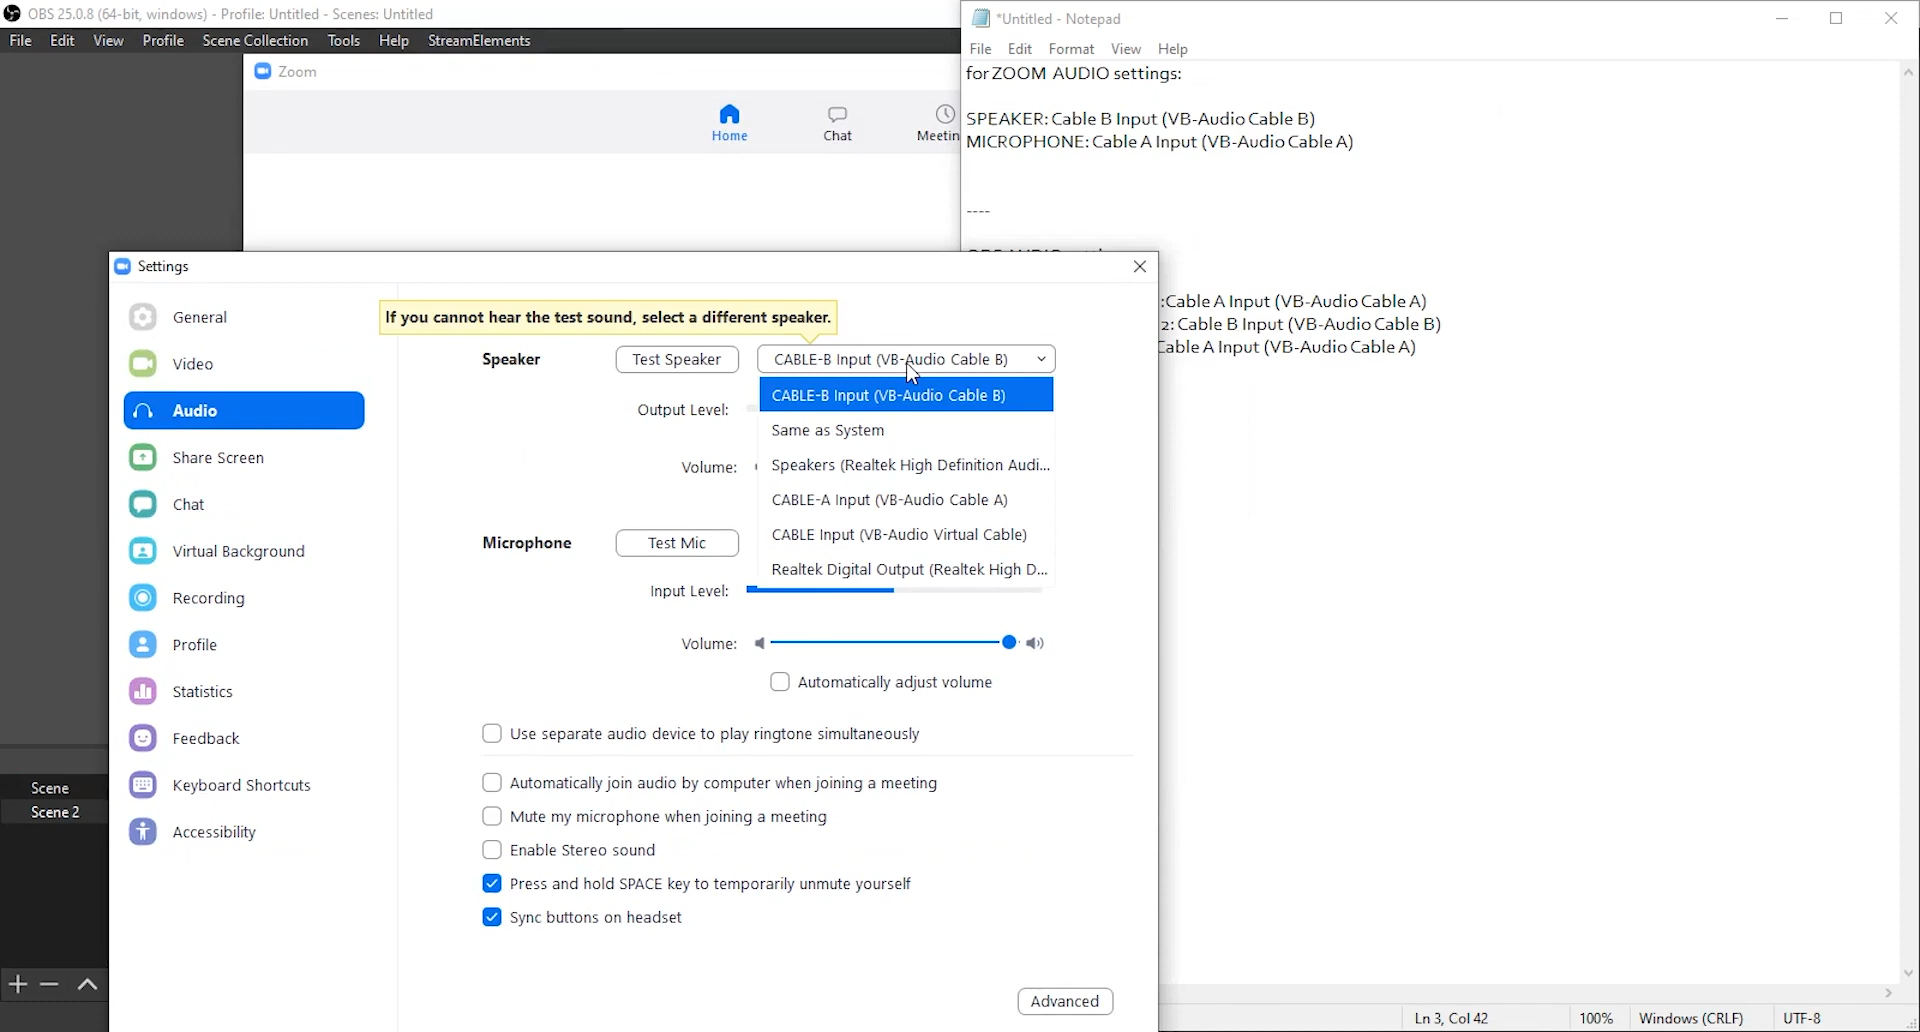 OBS 25.0.8 (64-bit, windows) - Profile: Untitled - Scenes: Untitled
File Edit View Profile Scene Collection Tools Help StreamElements
Zoom
Home
Chat
Meetin
*Untitled - Notepad
File Edit Format View Help
for ZOOM AUDIO settings:
SPEAKER: Cable B Input (VB-Audio Cable B)
MICROPHONE: Cable A Input (VB-Audio Cable A)
----
:Cable A Input (VB-Audio Cable A)
2: Cable B Input (VB-Audio Cable B)
Cable A Input (VB-Audio Cable A)
Settings
General
Video
Audio
Share Screen
Chat
Virtual Background
Recording
Profile
Statistics
Feedback
Keyboard Shortcuts
Accessibility
If you cannot hear the test sound, select a different speaker.
Speaker Test Speaker CABLE-B Input (VB-Audio Cable B)
CABLE-B Input (VB-Audio Cable B)
Output Level:
Same as System
Volume: Speakers (Realtek High Definition Audi...
CABLE-A Input (VB-Audio Cable A)
CABLE Input (VB-Audio Virtual Cable)
Microphone Test Mic
Realtek Digital Output (Realtek High D...
Input Level:
Volume:
Automatically adjust volume
Use separate audio device to play ringtone simultaneously
Automatically join audio by computer when joining a meeting
Mute my microphone when joining a meeting
Enable Stereo sound
Press and hold SPACE key to temporarily unmute yourself
Sync buttons on headset
Advanced
Scene
Scene 2
Ln 3, Col 42 100% Windows (CRLF) UTF-8